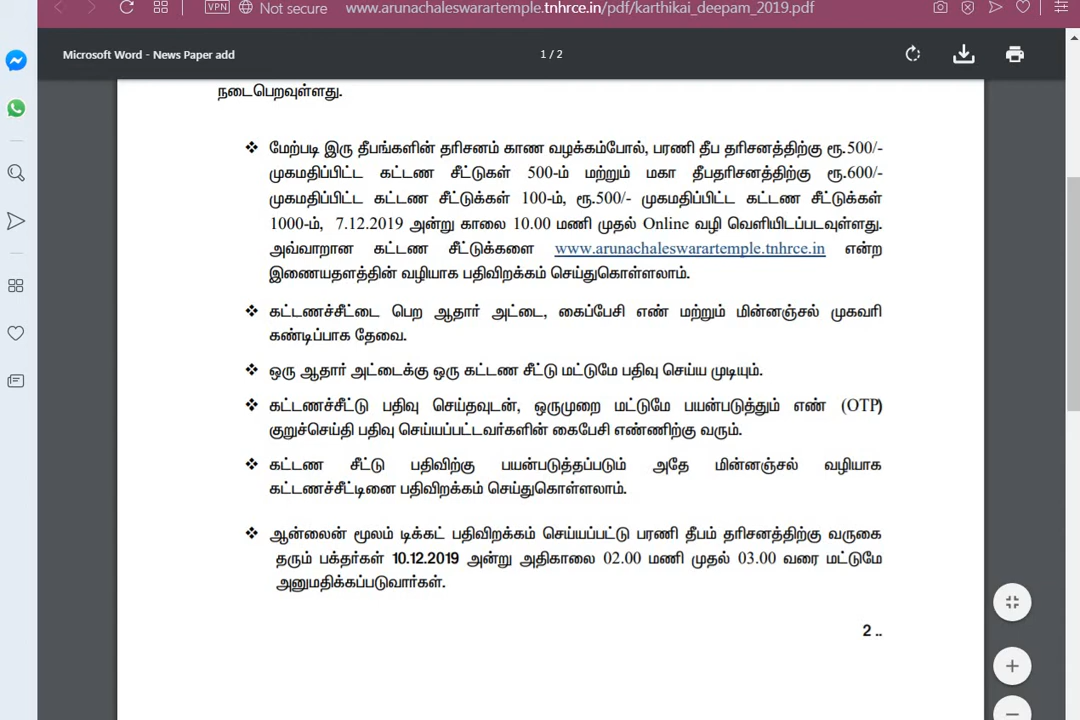 VPN Not secure www.arunachaleswarartemple.tnhrce.in/pdf/karthikai_deepam_2019.pdf
Microsoft Word - News Paper add 1 / 2
நடைபெறவுள்ளது.
❖ மேற்படி இரு தீபங்களின் தரிசனம் காண வழக்கம்போல், பரணி தீப தரிசனத்திற்கு ரூ.500/-
முகமதிப்பிட்ட கட்டண சீட்டுகள் 500-ம் மற்றும் மகா தீபதரிசனத்திற்கு ரூ.600/-
முகமதிப்பிட்ட கட்டண சீட்டுக்கள் 100-ம், ரூ.500/- முகமதிப்பிட்ட கட்டண சீட்டுக்கள்
1000-ம், 7.12.2019 அன்று காலை 10.00 மணி முதல் Online வழி வெளியிடப்படவுள்ளது.
அவ்வாறான கட்டண சீட்டுக்களை www.arunachaleswarartemple.tnhrce.in என்ற
இணையதளத்தின் வழியாக பதிவிறக்கம் செய்துகொள்ளலாம்.
❖ கட்டணச்சீட்டை பெற ஆதார் அட்டை, கைப்பேசி எண் மற்றும் மின்னஞ்சல் முகவரி
கண்டிப்பாக தேவை.
❖ ஒரு ஆதார் அட்டைக்கு ஒரு கட்டண சீட்டு மட்டுமே பதிவு செய்ய முடியும்.
❖ கட்டணச்சீட்டு பதிவு செய்தவுடன், ஒருமுறை மட்டுமே பயன்படுத்தும் எண் (OTP)
குறுச்செய்தி பதிவு செய்யப்பட்டவர்களின் கைபேசி எண்ணிற்கு வரும்.
❖ கட்டண சீட்டு பதிவிற்கு பயன்படுத்தப்படும் அதே மின்னஞ்சல் வழியாக
கட்டணச்சீட்டினை பதிவிறக்கம் செய்துகொள்ளலாம்.
❖ ஆன்லைன் மூலம் டிக்கட் பதிவிறக்கம் செய்யப்பட்டு பரணி தீபம் தரிசனத்திற்கு வருகை
தரும் பக்தர்கள் 10.12.2019 அன்று அதிகாலை 02.00 மணி முதல் 03.00 வரை மட்டுமே
அனுமதிக்கப்படுவார்கள்.
2 ..